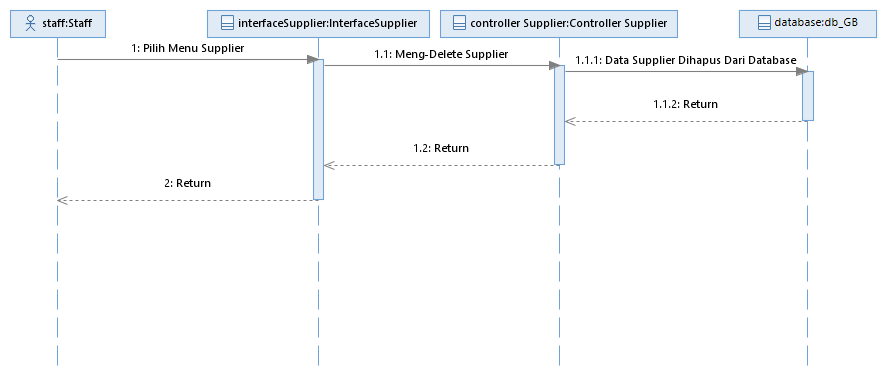 staff:Staff
interfaceSupplier:InterfaceSupplier
controller Supplier:Controller Supplier
database:db_GB
1: Pilih Menu Supplier
1.1: Meng-Delete Supplier
1.1.1: Data Supplier Dihapus Dari Database
1.1.2: Return
1.2: Return
2: Return